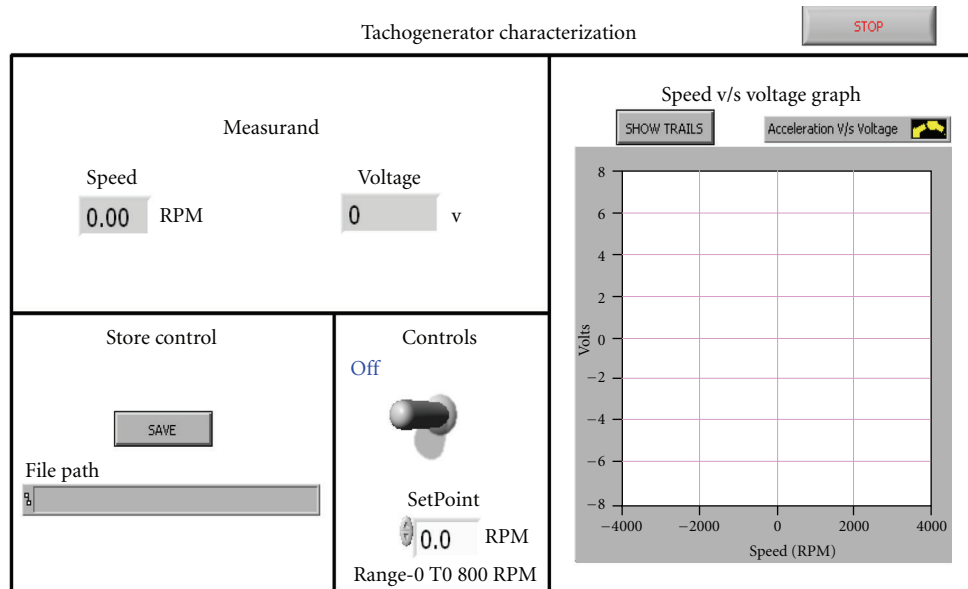 Tachogenerator characterization
STOP
Measurand
Speed
0.00 RPM
Voltage
0 v
Store control
SAVE
File path
Controls
Off
SetPoint
0.0 RPM
Range-0 T0 800 RPM
Speed v/s voltage graph
SHOW TRAILS
Acceleration V/s Voltage
8
6
4
2
0
−2
−4
−6
−8
Volts
−4000 −2000 0 2000 4000
Speed (RPM)